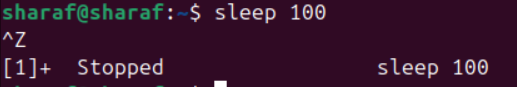 sharaf@sharaf:~$ sleep 100
^Z
[1]+  Stopped                 sleep 100